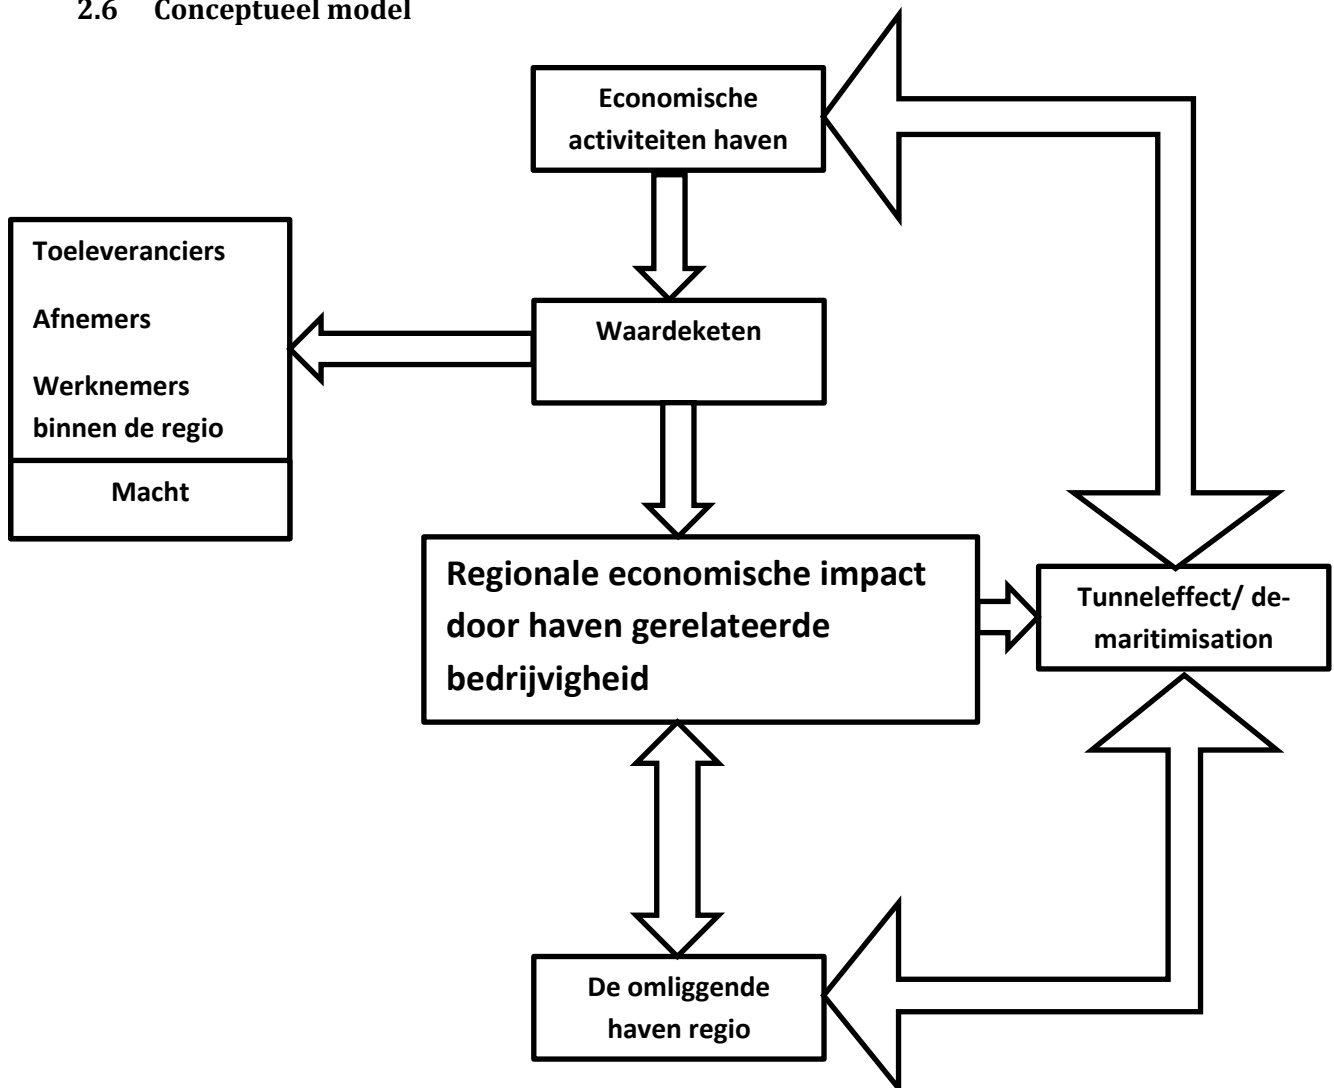 2.6 Conceptueel model
Economische
activiteiten haven
Toeleveranciers
Afnemers
Werknemers
binnen de regio
Macht
Waardeketen
Regionale economische impact
door haven gerelateerde
bedrijvigheid
Tunneleffect/ de-
maritimisation
De omliggende
haven regio